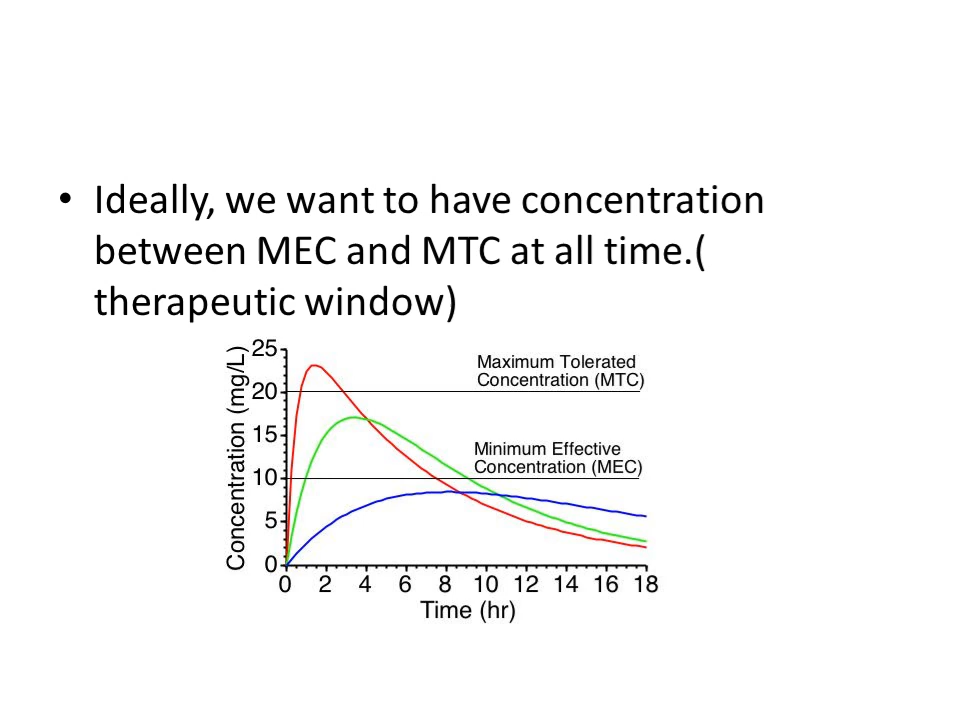 • Ideally, we want to have concentration
between MEC and MTC at all time.(
therapeutic window)
Concentration (mg/L)
25
20
15
10
5
0
Maximum Tolerated
Concentration (MTC)
Minimum Effective
Concentration (MEC)
0 2 4 6 8 10 12 14 16 18
Time (hr)